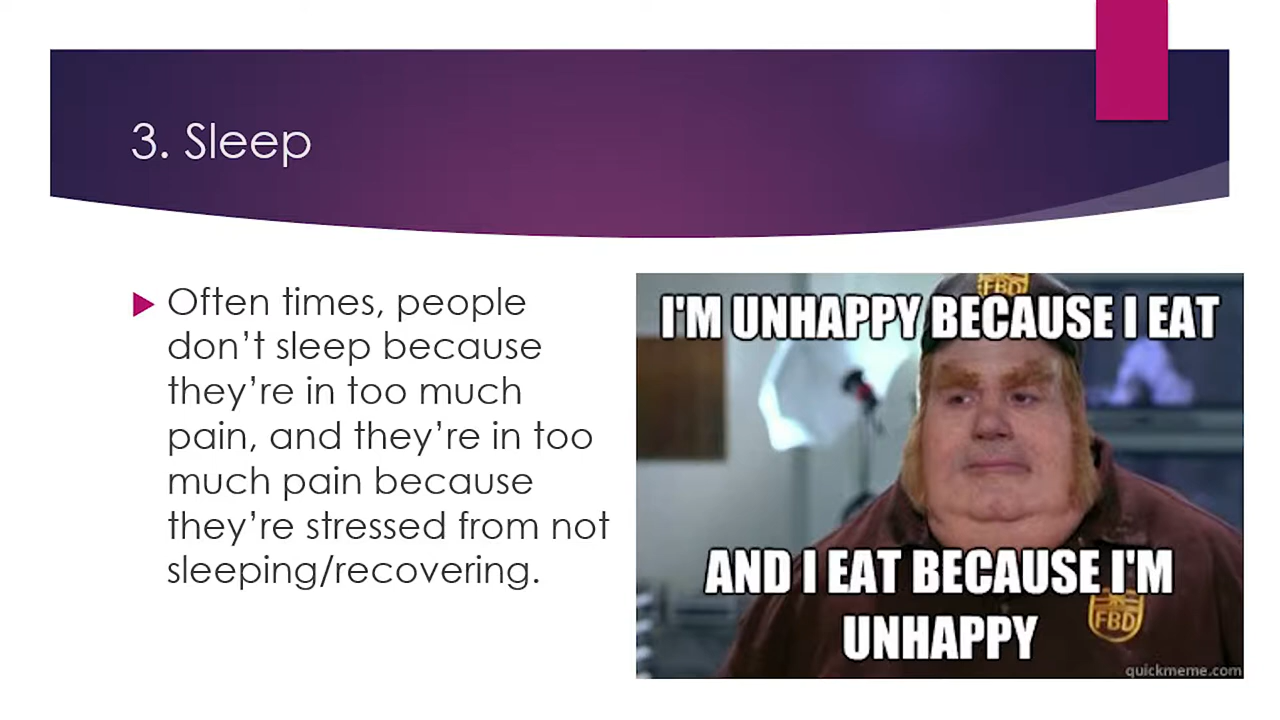 3. Sleep
Often times, people
don’t sleep because
they’re in too much
pain, and they’re in too
much pain because
they’re stressed from not
sleeping/recovering.
FBD
I'M UNHAPPY BECAUSE I EAT
AND I EAT BECAUSE I'M
UNHAPPY
FBD
quickmeme.com